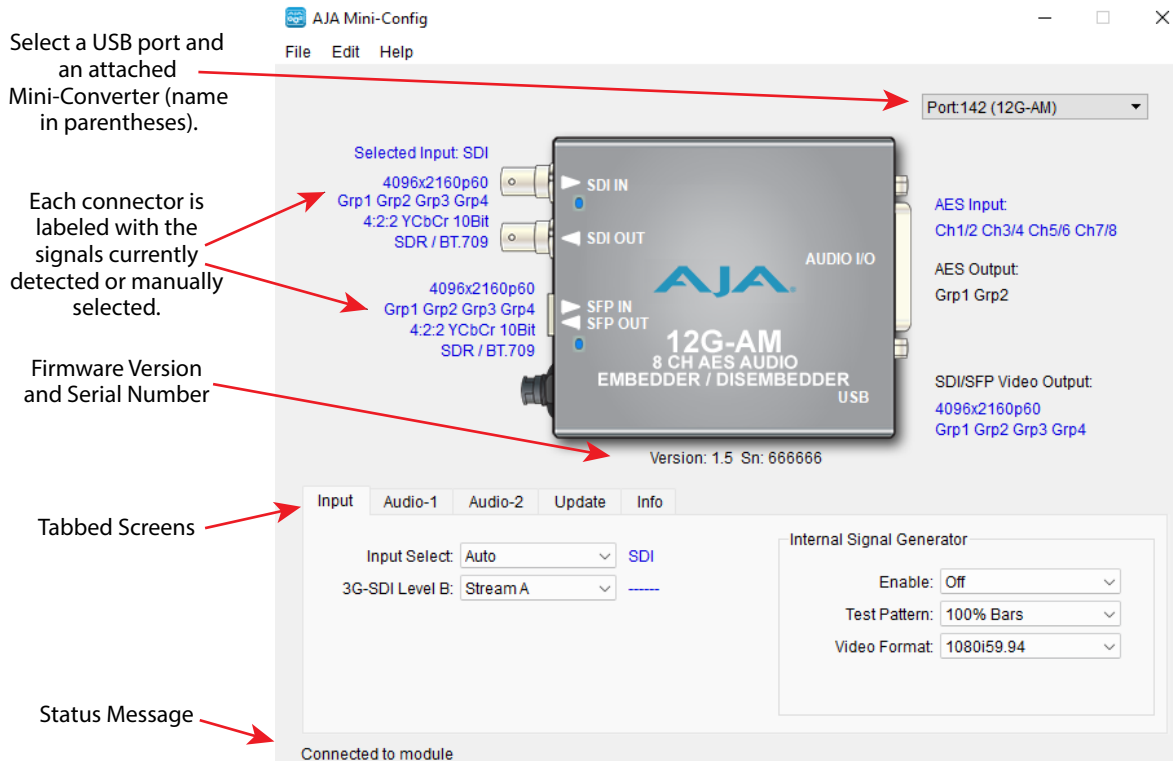 AJA Mini-Config
File Edit Help
Select a USB port and
an attached
Mini-Converter (name
in parentheses).
Port:142 (12G-AM)
Selected Input: SDI
4096x2160p60
Grp1 Grp2 Grp3 Grp4
4:2:2 YCbCr 10Bit
SDR / BT.709
Each connector is
labeled with the
signals currently
detected or manually
selected.
4096x2160p60
Grp1 Grp2 Grp3 Grp4
4:2:2 YCbCr 10Bit
SDR / BT.709
SDI IN
SDI OUT
AUDIO I/O
AJA
SFP IN
SFP OUT
12G-AM
8 CH AES AUDIO
EMBEDDER / DISEMBEDDER
USB
AES Input:
Ch1/2 Ch3/4 Ch5/6 Ch7/8
AES Output:
Grp1 Grp2
SDI/SFP Video Output:
4096x2160p60
Grp1 Grp2 Grp3 Grp4
Firmware Version
and Serial Number
Version: 1.5 Sn: 666666
Tabbed Screens
Input Audio-1 Audio-2 Update Info
Input Select: Auto SDI
3G-SDI Level B: Stream A ------
Internal Signal Generator
Enable: Off
Test Pattern: 100% Bars
Video Format: 1080i59.94
Status Message
Connected to module